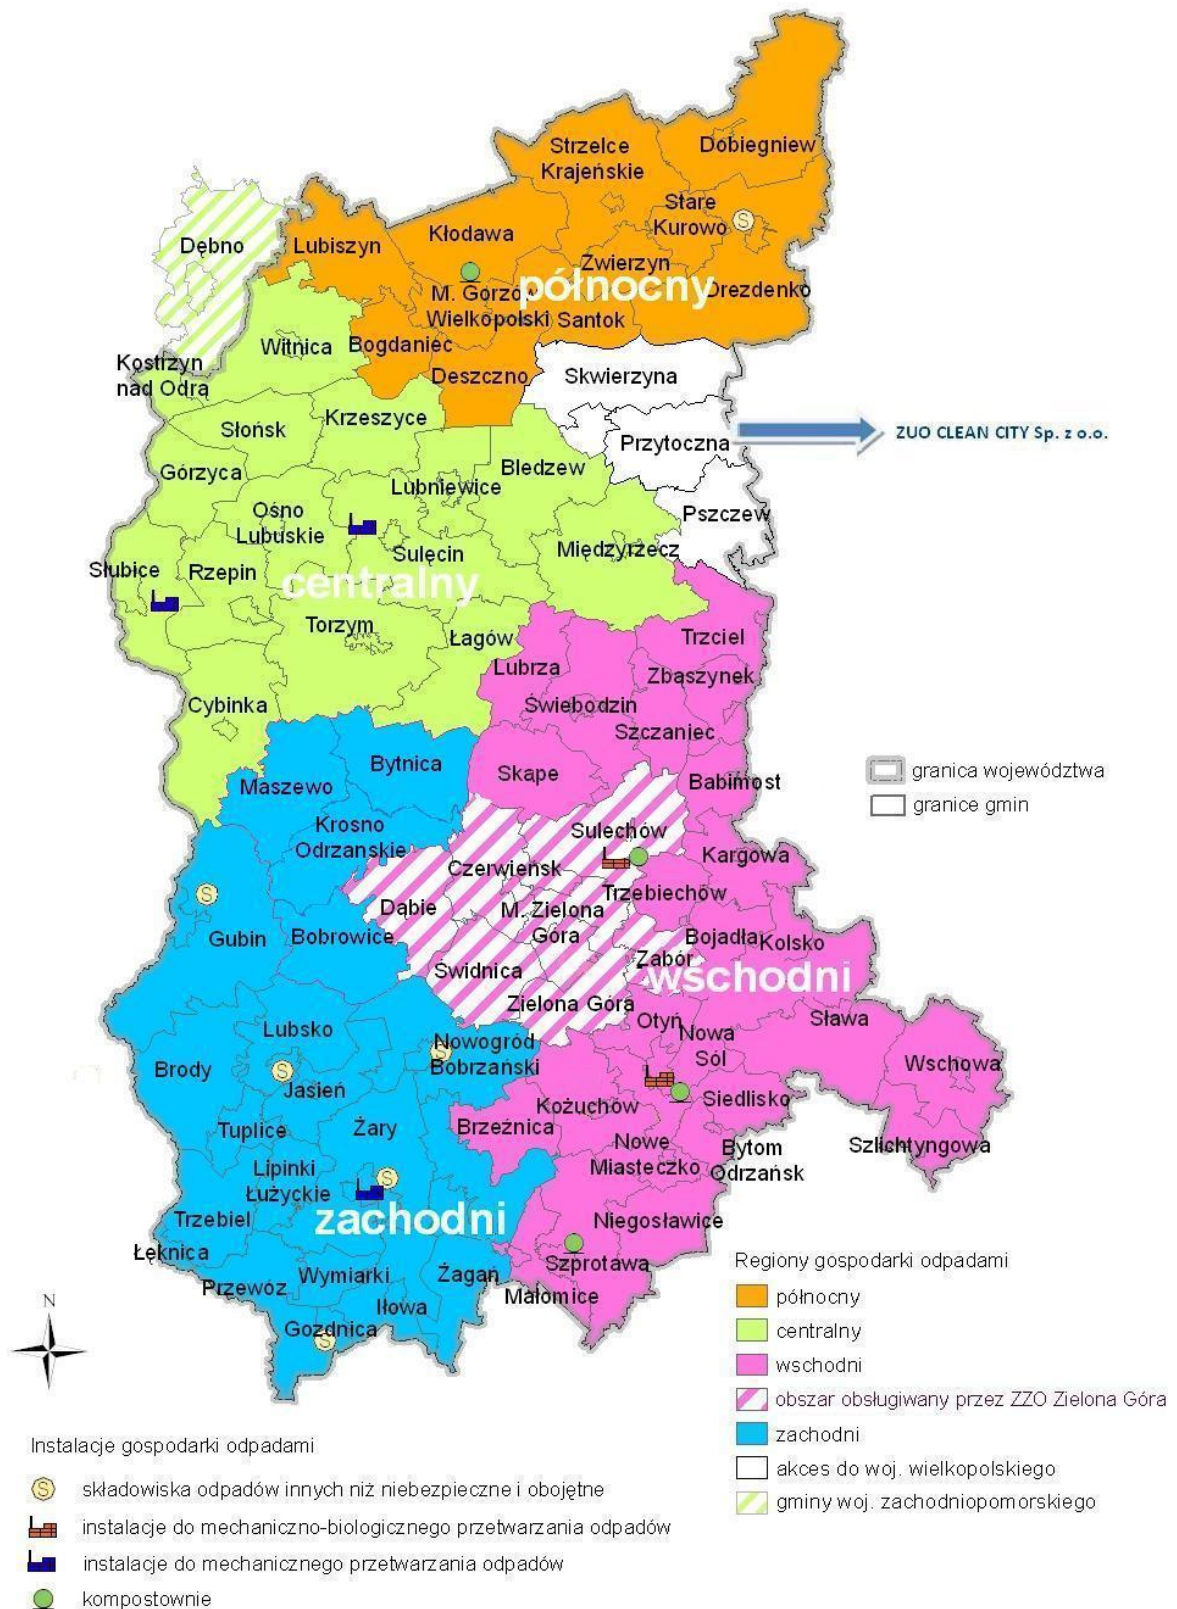 Dobiegniew
Strzelce
Krajeńskie
Stare
Kurowo
Dębno
Lubiszyn
Kłodawa
Zwierzyn
północny
Drezdenko
M. Gorzów
Wielkopolski
Santok
Witnica
Bogdaniec
Kostrzyn
nad Odrą
Deszczno
Skwierzyna
Krzeszyce
Słońsk
Przytoczna
ZUO CLEAN CITY Sp. z o.o.
Górzyca
Bledzew
Lubniewice
Ośno
Lubuskie
Pszczew
Sulęcin
Międzyrzecz
Słubice
Rzepin
centralny
Torzym
Łagów
Trzciel
Lubrza
Zbąszynek
Cybinka
Świebodzin
Szczaniec
Bytnica
Skape
Babimost
Maszewo
granica województwa
granice gmin
Krosno
Odrzanskie
Sulechów
Czerwieńsk
Kargowa
Trzebiechów
Dąbie
M. Zielona
Góra
Gubin
Bobrowice
Bojadła
Kolsko
Zabór
Świdnica
wschodni
Zielona Góra
Otyń
Nowa
Sól
Sława
Lubsko
Nowogród
Bobrzański
Wschowa
Brody
Jasień
Siedlisko
Kożuchów
Tuplice
Żary
Brzeźnica
Nowe
Miasteczko
Bytom
Odrzańsk
Szlichtyngowa
Lipinki
Łużyckie
Trzebiel
zachodni
Niegosławice
Łęknica
Szprotawa
Przewóz
Wymiarki
Żagań
Małomice
Iłowa
Gozdnica
N
Regiony gospodarki odpadami
północny
centralny
wschodni
obszar obsługiwany przez ZZO Zielona Góra
zachodni
akces do woj. wielkopolskiego
gminy woj. zachodniopomorskiego
Instalacje gospodarki odpadami
S składowiska odpadów innych niż niebezpieczne i obojętne
instalacje do mechaniczno-biologicznego przetwarzania odpadów
instalacje do mechanicznego przetwarzania odpadów
kompostownie